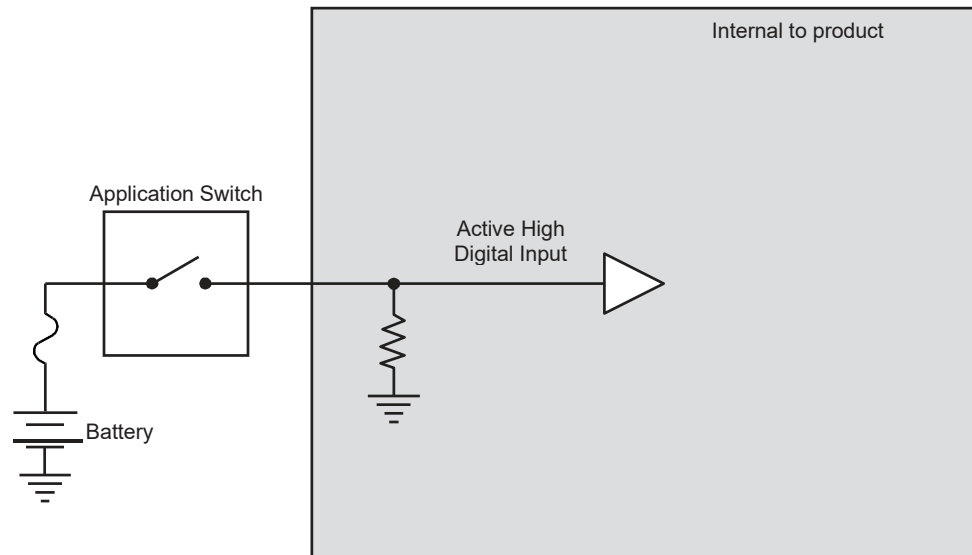 Internal to product
Application Switch
Active High
Digital Input
Battery